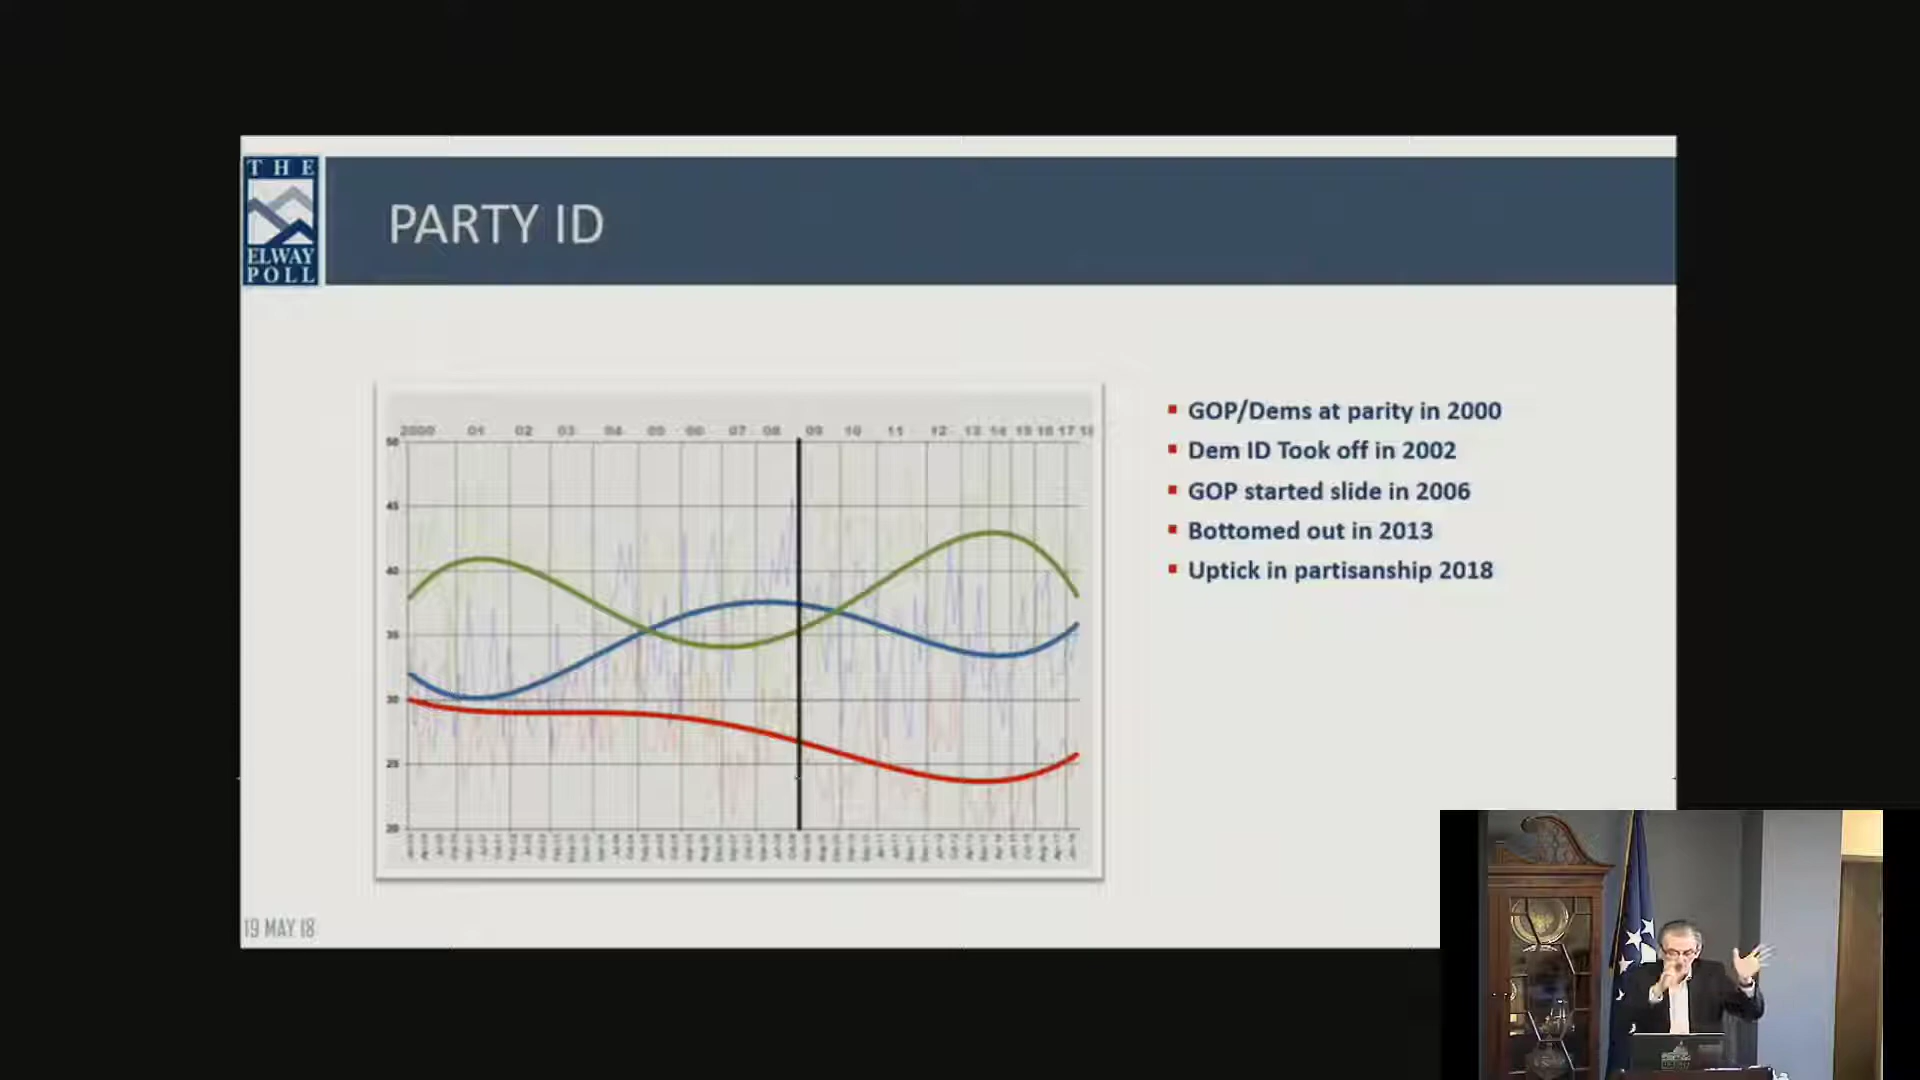 THE
ELWAY
POLL
PARTY ID
2000 01 02 03 04 05 06 07 08 09 10 11 12 13 14 15 16 17 18
50
45
40
35
30
25
20
GOP/Dems at parity in 2000
Dem ID Took off in 2002
GOP started slide in 2006
Bottomed out in 2013
Uptick in partisanship 2018
19 MAY 18